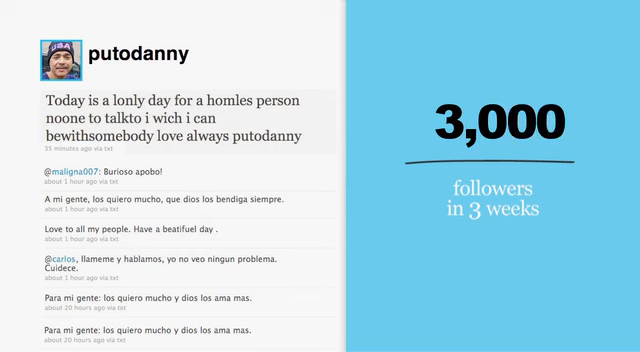 USA
putodanny
Today is a lonly day for a homles person
noone to talkto i wich i can
bewithsomebody love always putodanny
35 minutes ago via txt
@maligna007: Burioso apobo!
about 1 hour ago via txt
A mi gente, los quiero mucho, que dios los bendiga siempre.
about 1 hour ago via txt
Love to all my people. Have a beatifuel day .
about 1 hour ago via txt
@carlos, llameme y hablamos, yo no veo ningun problema.
Cuidece.
about 1 hour ago via txt
Para mi gente: los quiero mucho y dios los ama mas.
about 20 hours ago via txt
Para mi gente: los quiero mucho y dios los ama mas.
about 20 hours ago via txt
3,000
followers
in 3 weeks